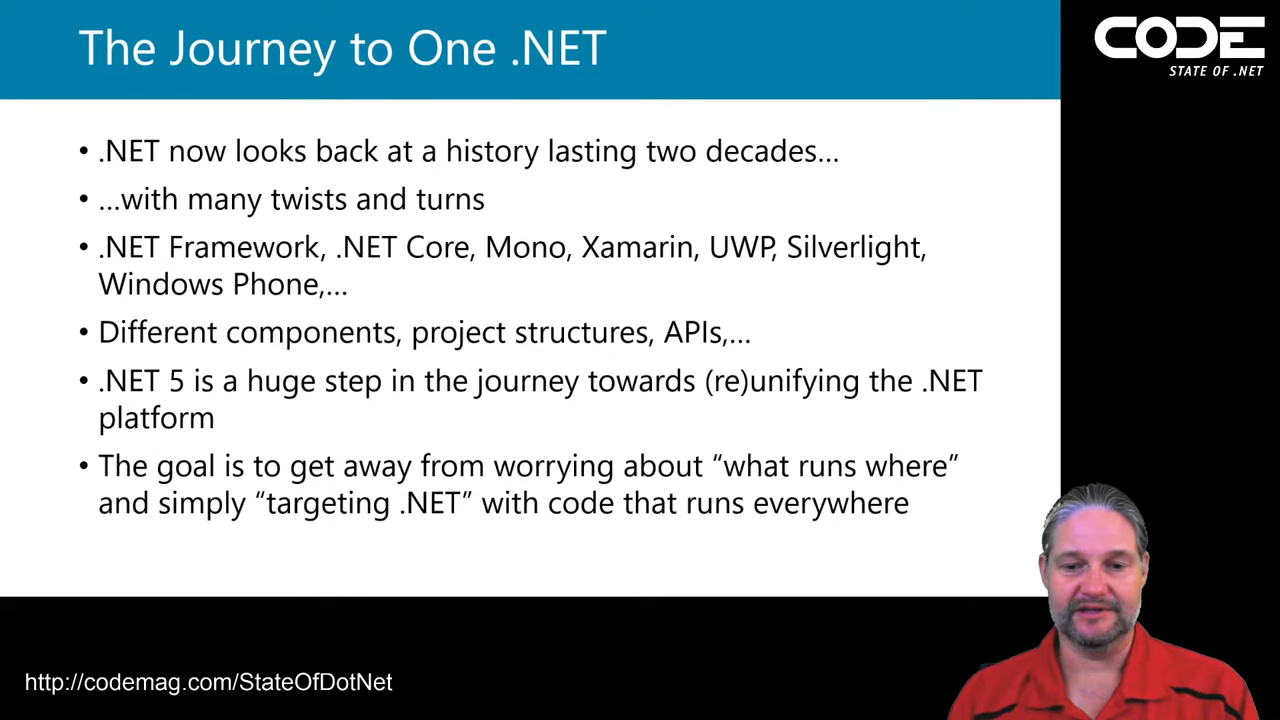 The Journey to One .NET
CODE
STATE OF .NET
• .NET now looks back at a history lasting two decades…
• …with many twists and turns
• .NET Framework, .NET Core, Mono, Xamarin, UWP, Silverlight,
Windows Phone,…
• Different components, project structures, APIs,…
• .NET 5 is a huge step in the journey towards (re)unifying the .NET
platform
• The goal is to get away from worrying about “what runs where”
and simply “targeting .NET” with code that runs everywhere
http://codemag.com/StateOfDotNet